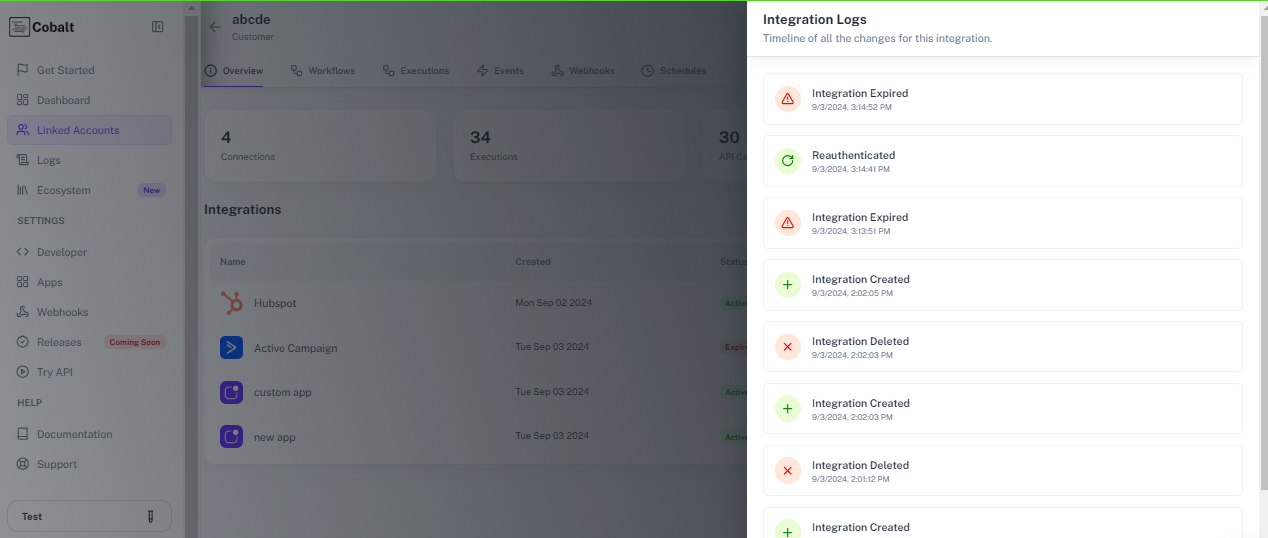 Cobalt
Get Started
Dashboard
Linked Accounts
Logs
Ecosystem New
SETTINGS
Developer
Apps
Webhooks
Releases Coming Soon
Try API
HELP
Documentation
Support
Test
abcde
Customer
Overview Workflows Executions Events Webhooks Schedules
4 34 30
Connections Executions API
Integrations
Name Created
Hubspot Mon Sep 02 2024
Active Campaign Tue Sep 03 2024
custom app Tue Sep 03 2024
new app Tue Sep 03 2024
Integration Logs
Timeline of all the changes for this integration.
Integration Expired
9/3/2024, 3:14:52 PM
Reauthenticated
9/3/2024, 3:14:41 PM
Integration Expired
9/3/2024, 3:13:51 PM
Integration Created
9/3/2024, 2:02:05 PM
Integration Deleted
9/3/2024, 2:02:03 PM
Integration Created
9/3/2024, 2:02:03 PM
Integration Deleted
9/3/2024, 2:01:12 PM
Integration Created